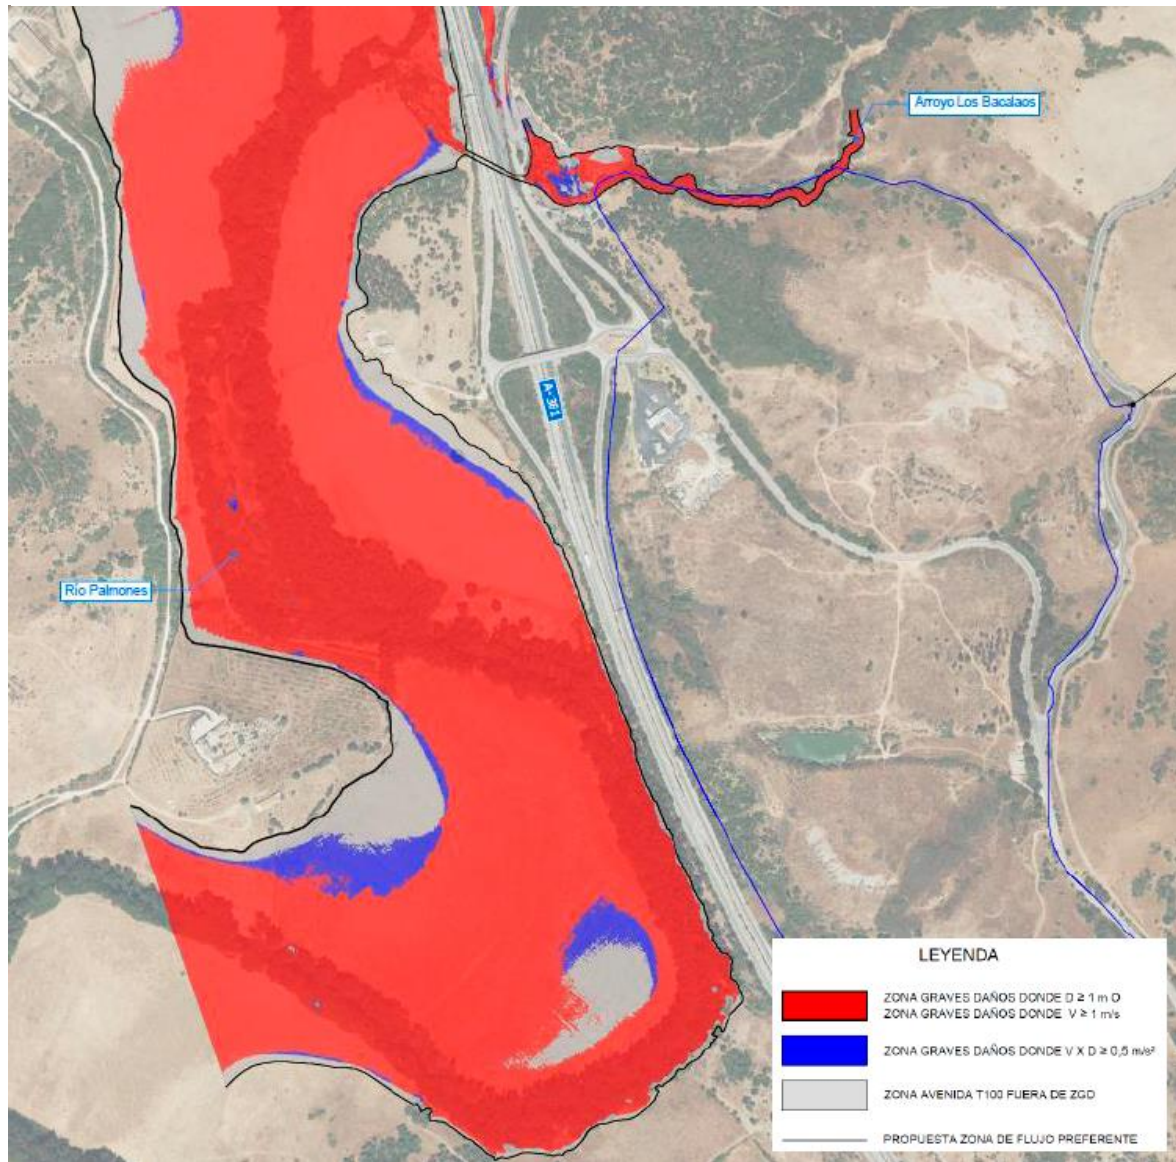 Arroyo Los Bacalaos
A-381
Río Palmones
LEYENDA
ZONA GRAVES DAÑOS DONDE D ≥ 1 m O
ZONA GRAVES DAÑOS DONDE V ≥ 1 m/s
ZONA GRAVES DAÑOS DONDE V X D ≥ 0,5 m/s²
ZONA AVENIDA T100 FUERA DE ZGD
PROPUESTA ZONA DE FLUJO PREFERENTE